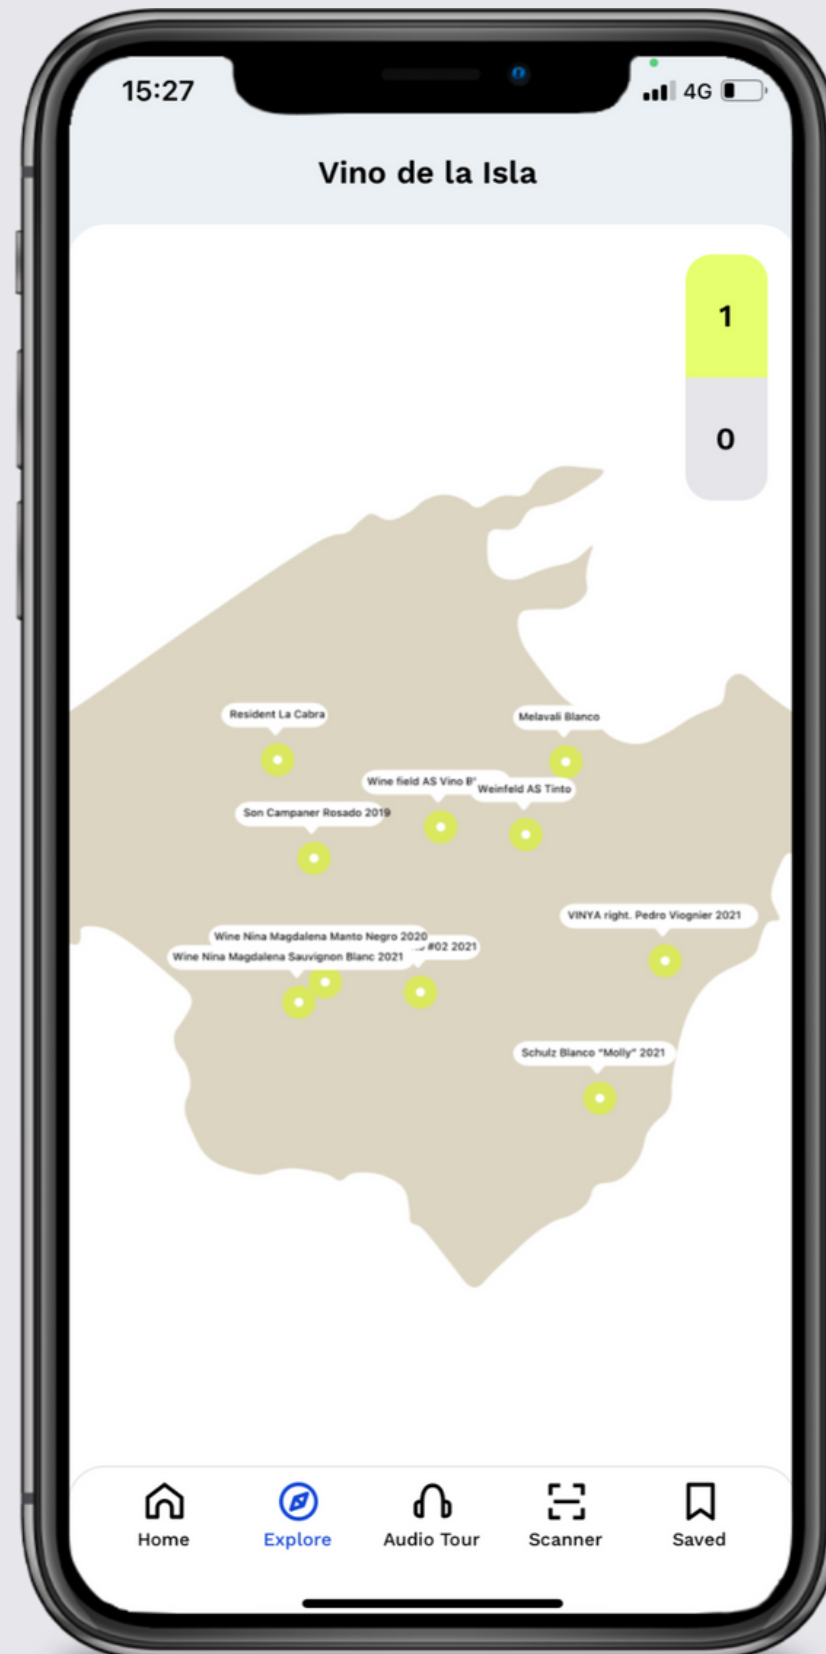 15:27
4G
Vino de la Isla
1
0
Resident La Cabra
Melavali Blanco
Wine field AS Vino
Weinfeld AS Tinto
Son Campaner Rosado 2019
VINYA right. Pedro Viognier 2021
Wine Nina Magdalena Manto Negro 2020
#02 2021
Wine Nina Magdalena Sauvignon Blanc 2021
Schulz Blanco "Molly" 2021
Home
Explore
Audio Tour
Scanner
Saved